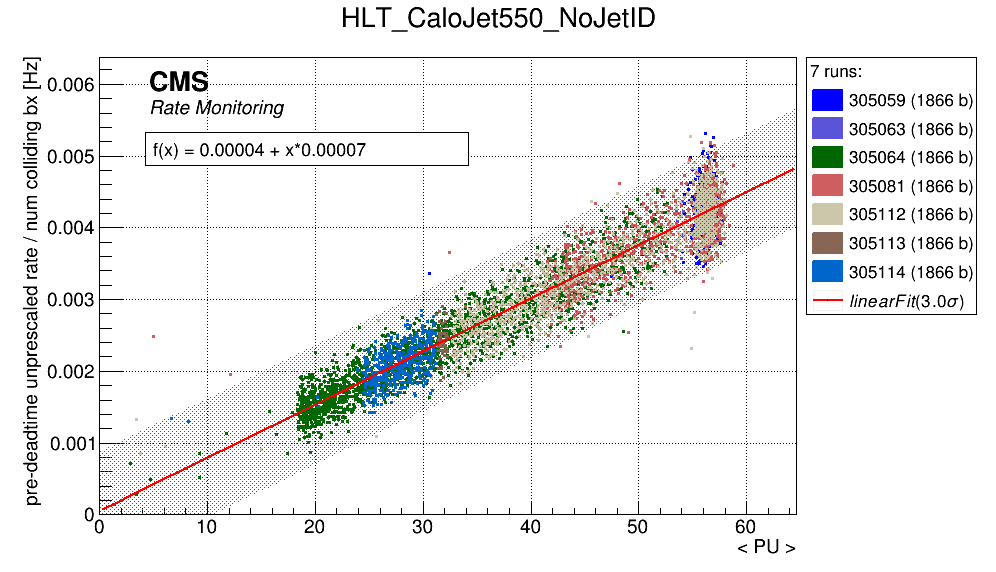 HLT_CaloJet550_NoJetID
pre-deadtime unprescaled rate / num colliding bx [Hz]
CMS
Rate Monitoring
f(x) = 0.00004 + x*0.00007
0.006
0.005
0.004
0.003
0.002
0.001
0
0 10 20 30 40 50 60
< PU >
7 runs:
305059 (1866 b)
305063 (1866 b)
305064 (1866 b)
305081 (1866 b)
305112 (1866 b)
305113 (1866 b)
305114 (1866 b)
linearFit(3.0σ)